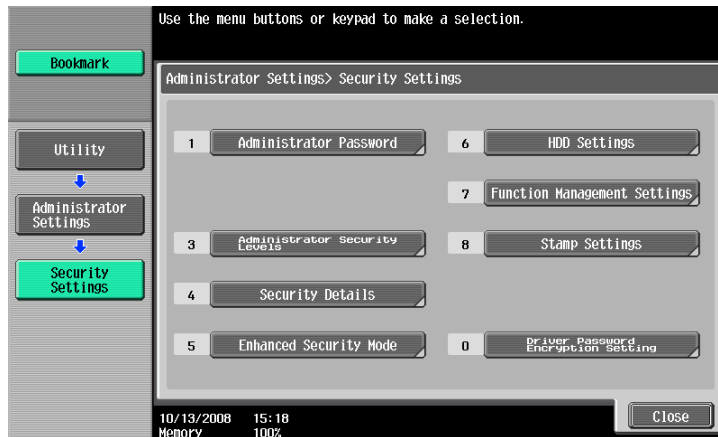 Use the menu buttons or keypad to make a selection.
Bookmark
Administrator Settings> Security Settings
Utility
Administrator
Settings
Security
Settings
1 Administrator Password
6 HDD Settings
7 Function Management Settings
3 Administrator Security
Levels
8 Stamp Settings
4 Security Details
5 Enhanced Security Mode
0 Driver Password
Encryption Setting
10/13/2008 15:18
Memory 100%
Close